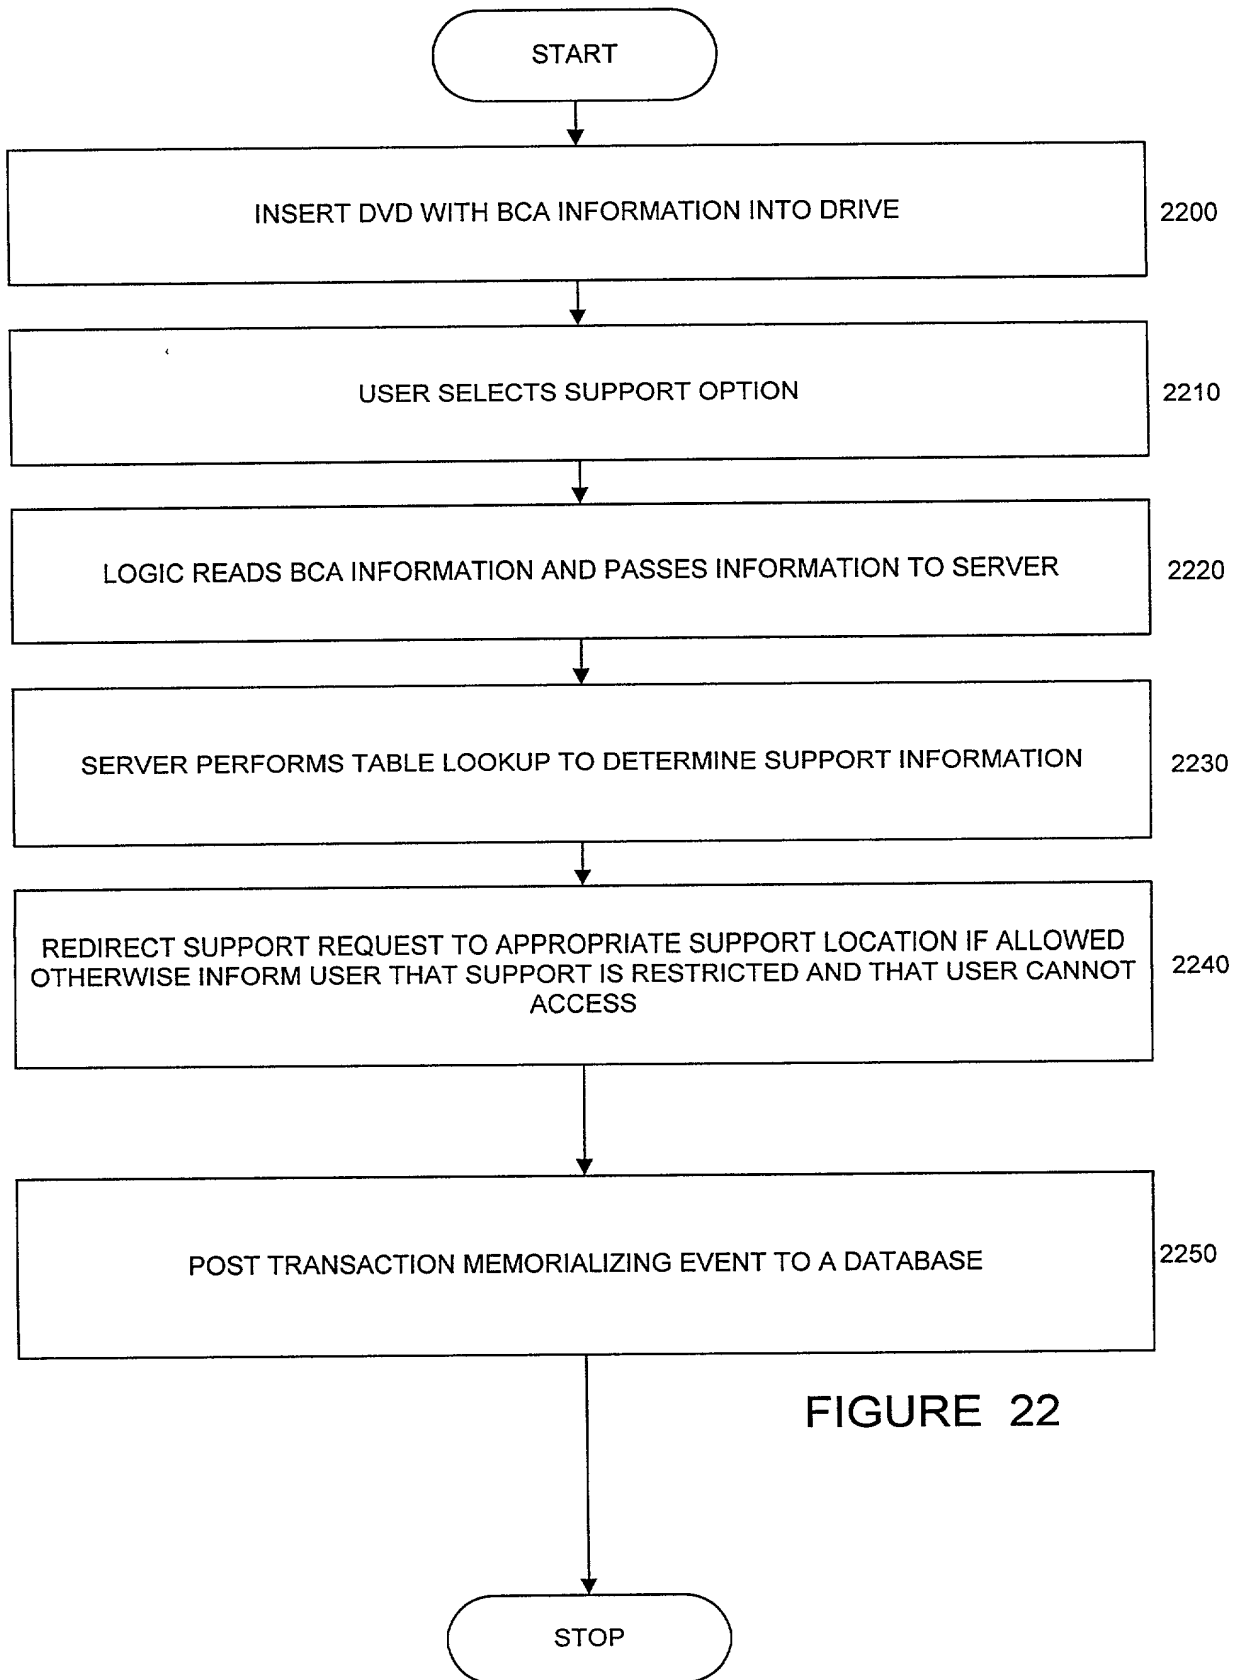 START
INSERT DVD WITH BCA INFORMATION INTO DRIVE
2200
USER SELECTS SUPPORT OPTION
2210
LOGIC READS BCA INFORMATION AND PASSES INFORMATION TO SERVER
2220
SERVER PERFORMS TABLE LOOKUP TO DETERMINE SUPPORT INFORMATION
2230
REDIRECT SUPPORT REQUEST TO APPROPRIATE SUPPORT LOCATION IF ALLOWED
OTHERWISE INFORM USER THAT SUPPORT IS RESTRICTED AND THAT USER CANNOT
ACCESS
2240
POST TRANSACTION MEMORIALIZING EVENT TO A DATABASE
2250
FIGURE 22
STOP